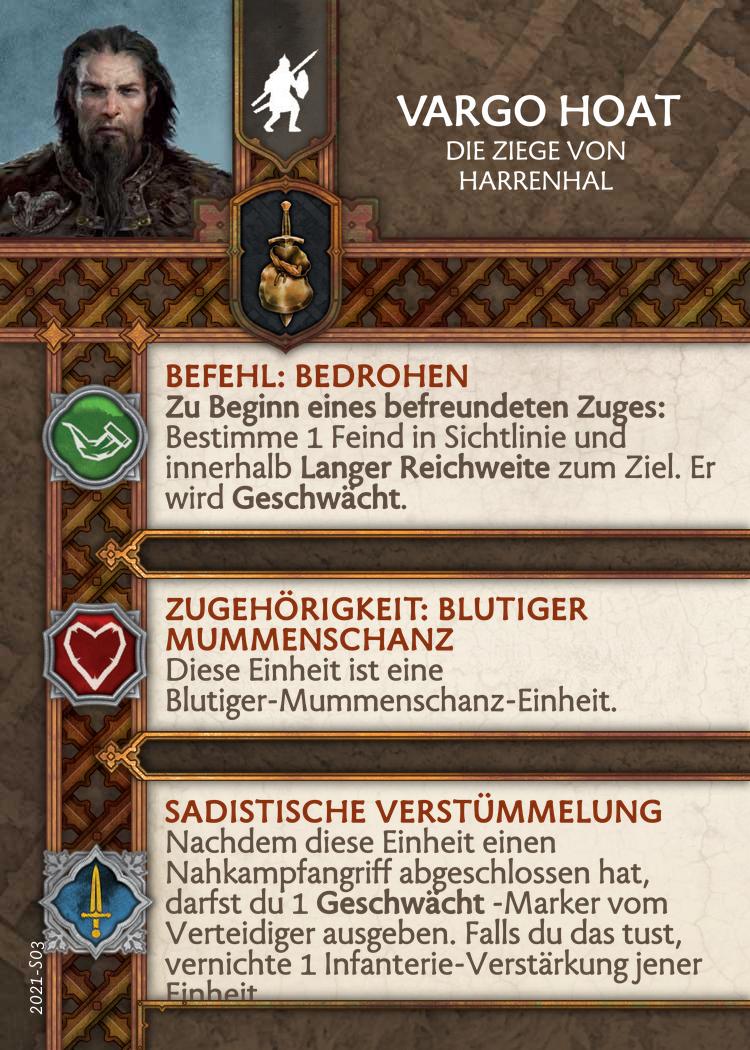 VARGO HOAT
DIE ZIEGE VON
HARRENHAL
BEFEHL: BEDROHEN
Zu Beginn eines befreundeten Zuges:
Bestimme 1 Feind in Sichtlinie und
innerhalb Langer Reichweite zum Ziel. Er
wird Geschwächt.
ZUGEHÖRIGKEIT: BLUTIGER
MUMMENSCHANZ
Diese Einheit ist eine
Blutiger-Mummenschanz-Einheit.
SADISTISCHE VERSTÜMMELUNG
Nachdem diese Einheit einen
Nahkampfangriff abgeschlossen hat,
darfst du 1 Geschwächt -Marker vom
Verteidiger ausgeben. Falls du das tust,
vernichte 1 Infanterie-Verstärkung jener
Einheit
2021-S03